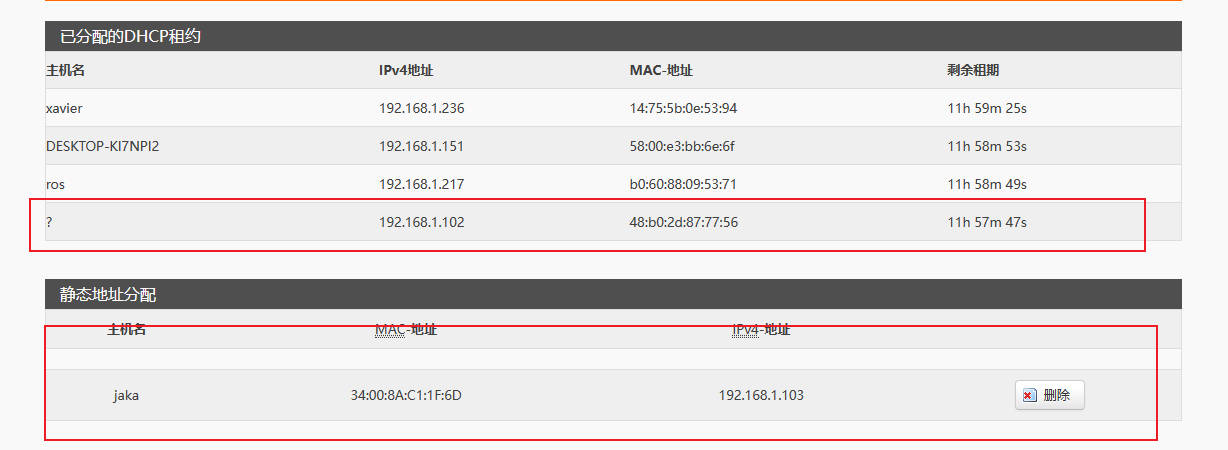 已分配的DHCP租约
主机名 IPv4地址 MAC-地址 剩余租期
xavier 192.168.1.236 14:75:5b:0e:53:94 11h 59m 25s
DESKTOP-KI7NPI2 192.168.1.151 58:00:e3:bb:6e:6f 11h 58m 53s
ros 192.168.1.217 b0:60:88:09:53:71 11h 58m 49s
? 192.168.1.102 48:b0:2d:87:77:56 11h 57m 47s
静态地址分配
主机名 MAC-地址 IPv4-地址
jaka 34:00:8A:C1:1F:6D 192.168.1.103 删除